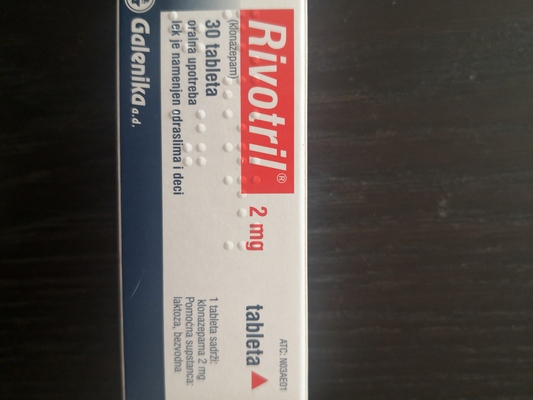 Rivotril® 2 mg
(klonazepam)
30 tableta
oralna upotreba
lek je namenjen odraslima i deci
Galenika a.d.
ATC: N03AE01
tableta
1 tableta sadrži:
klonazepama 2 mg
Pomoćna supstanca:
laktoza, bezvodna